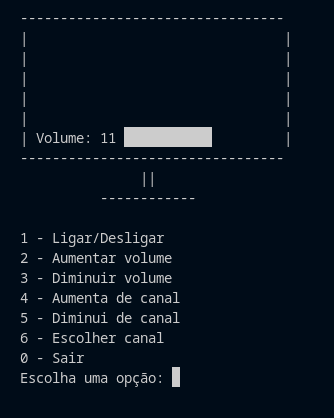 ---------------------------------
|                                |
|                                |
|                                |
|                                |
|                                |
| Volume: 11 ███████████         |
---------------------------------
               ||
          ------------
1 - Ligar/Desligar
2 - Aumentar volume
3 - Diminuir volume
4 - Aumenta de canal
5 - Diminui de canal
6 - Escolher canal
0 - Sair
Escolha uma opção: